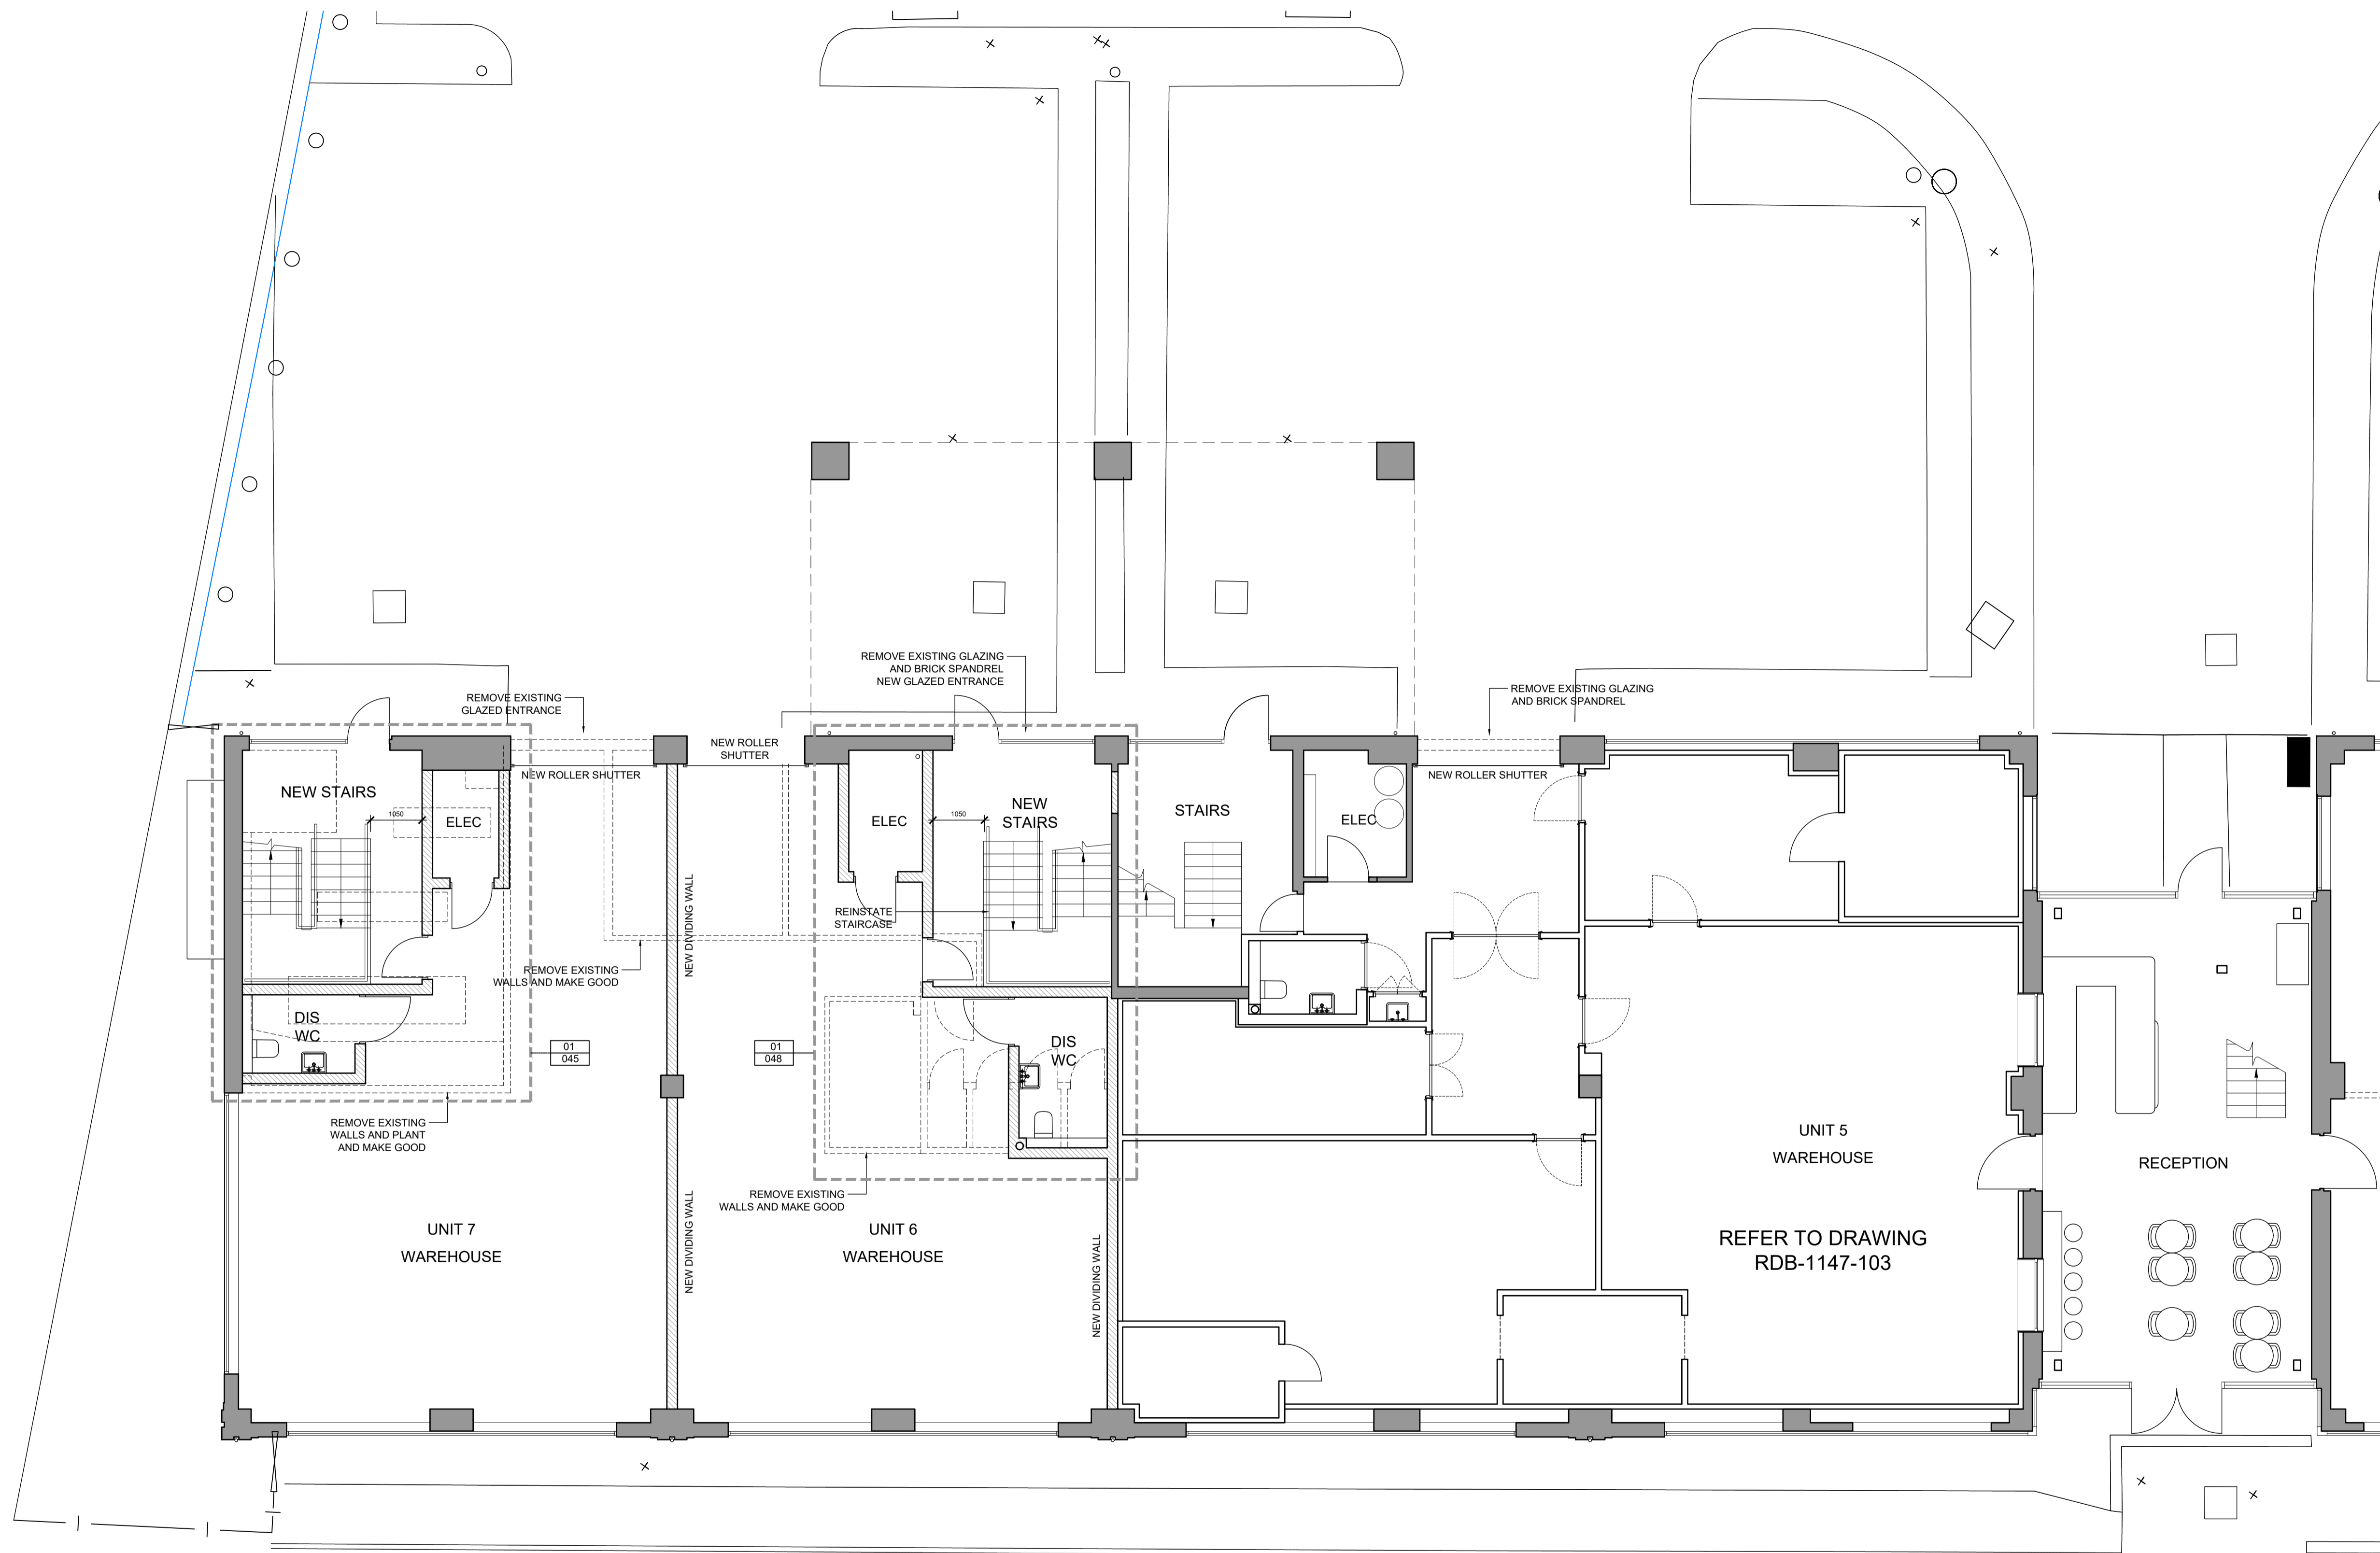 REMOVE EXISTING GLAZING
AND BRICK SPANDREL
NEW GLAZED ENTRANCE
REMOVE EXISTING
GLAZED ENTRANCE
REMOVE EXISTING GLAZING
AND BRICK SPANDREL
NEW ROLLER
SHUTTER
NEW ROLLER SHUTTER
NEW ROLLER SHUTTER
NEW STAIRS
1050
ELEC
ELEC
1050
NEW
STAIRS
STAIRS
ELEC
NEW DIVIDING WALL
REINSTATE
STAIRCASE
REMOVE EXISTING
WALLS AND MAKE GOOD
DIS
WC
01
045
01
048
DIS
WC
REMOVE EXISTING
WALLS AND PLANT
AND MAKE GOOD
REMOVE EXISTING
WALLS AND MAKE GOOD
NEW DIVIDING WALL
NEW DIVIDING WALL
UNIT 7
WAREHOUSE
UNIT 6
WAREHOUSE
UNIT 5
WAREHOUSE
REFER TO DRAWING
RDB-1147-103
RECEPTION